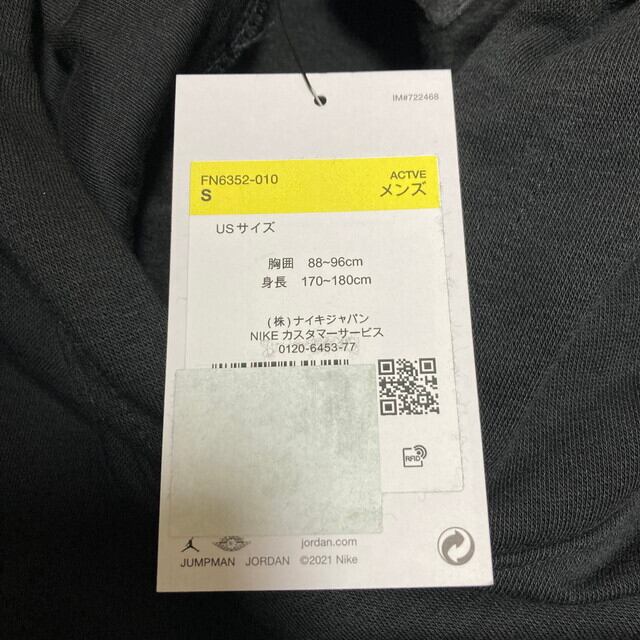 IM#722468
FN6352-010
S
ACTVE
メンズ
USサイズ
胸囲 88~96cm
身長 170~180cm
(株)ナイキジャパン
NIKE カスタマーサービス
0120-6453-77
RFID
jordan.com
JUMPMAN JORDAN ©2021 Nike